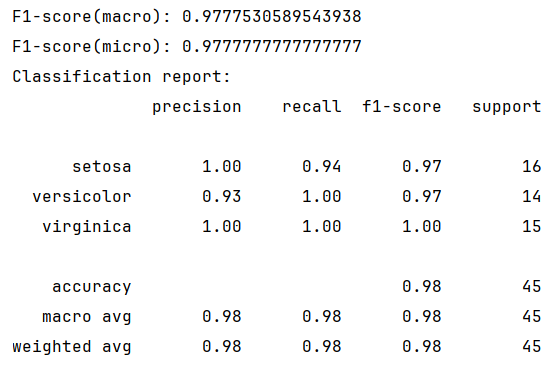 F1-score(macro): 0.9777530589543938
F1-score(micro): 0.9777777777777777
Classification report:
precision recall f1-score support
setosa 1.00 0.94 0.97 16
versicolor 0.93 1.00 0.97 14
virginica 1.00 1.00 1.00 15
accuracy 0.98 45
macro avg 0.98 0.98 0.98 45
weighted avg 0.98 0.98 0.98 45